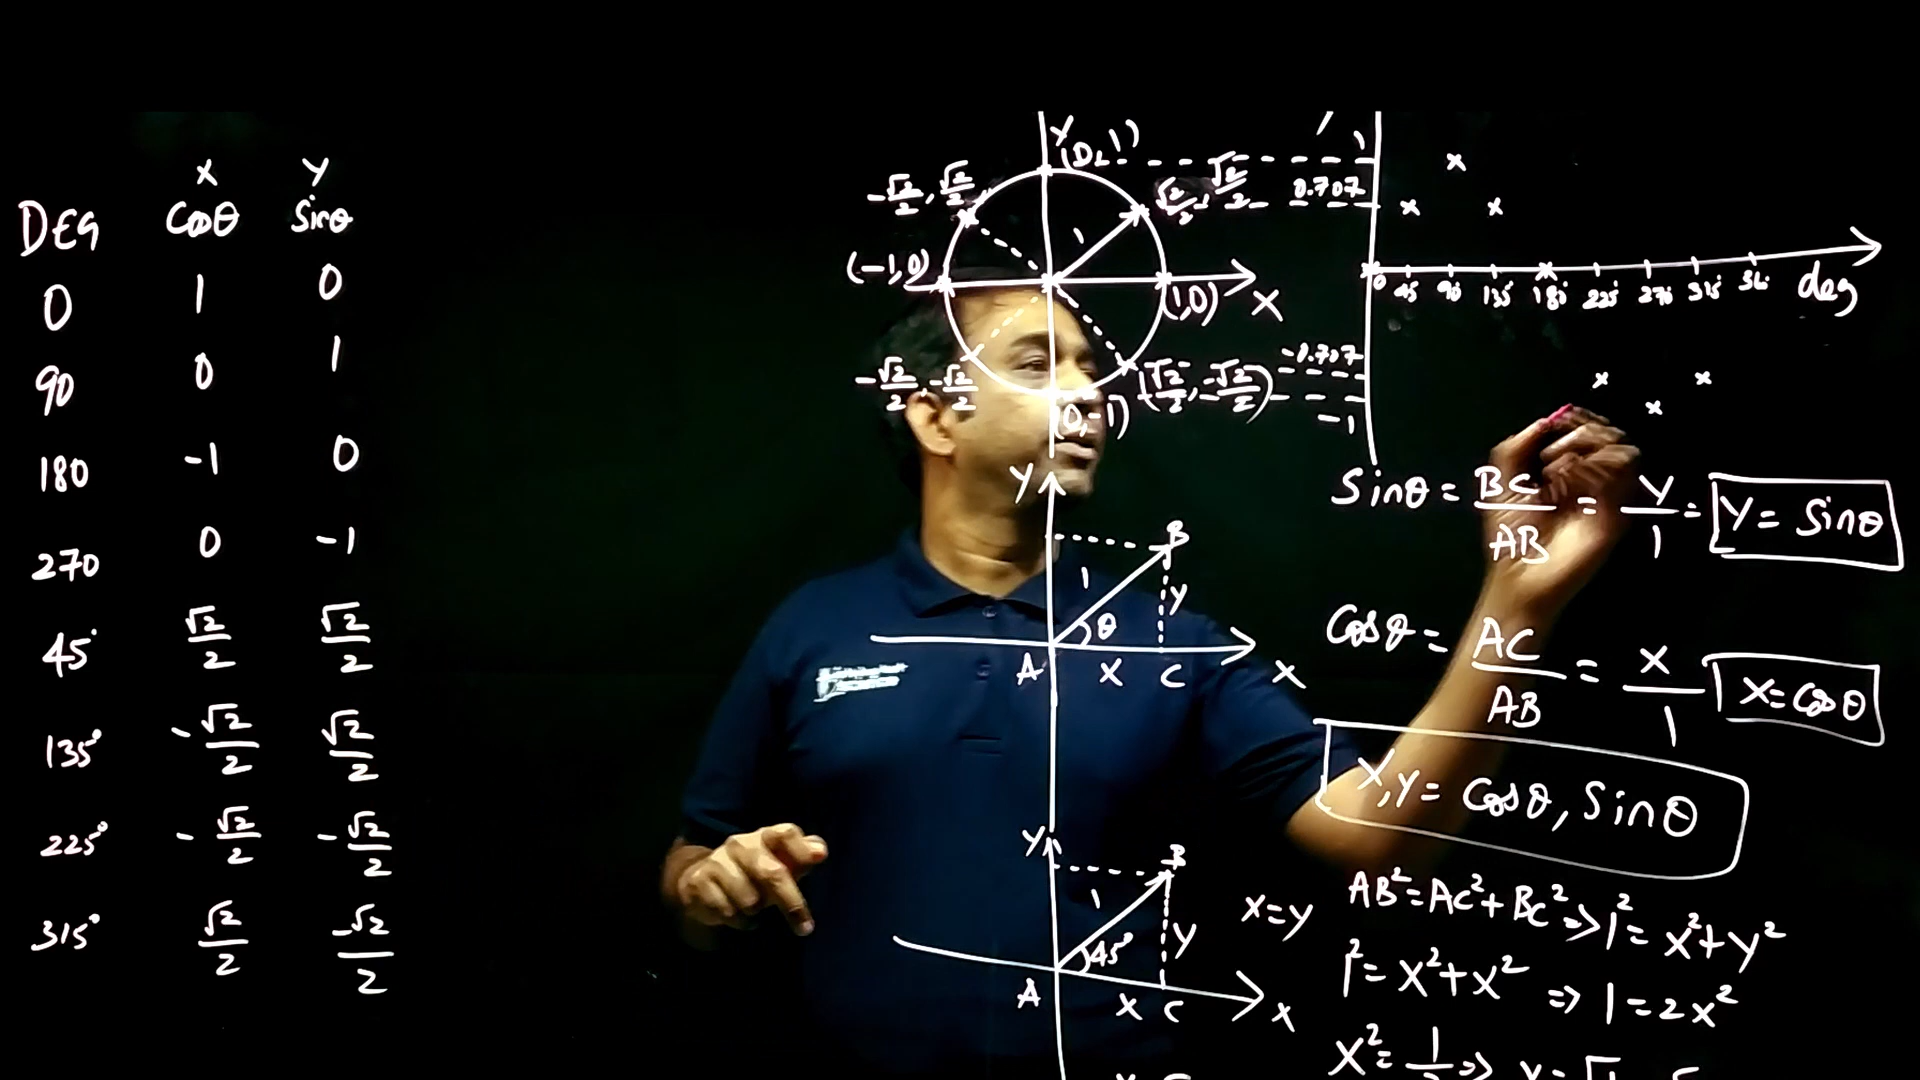 X Y
DEG Cosθ Sinθ
0 1 0
90 0 1
180 -1 0
270 0 -1
45° √2/2 √2/2
135° -√2/2 √2/2
225° -√2/2 -√2/2
315° √2/2 -√2/2
Y
(0,1)
-√2/2, √2/2
√2/2, √2/2
1
(-1,0)
(1,0) X
-√2/2, -√2/2
(0,-1)
(√2/2, -√2/2)
1
0.707
0 45 90 135 180 225 270 315 deg
-0.707
-1
Y
B
1
Y
θ
A X C X
Sinθ = BC/AB = Y/1 = Y = Sinθ
Cosθ = AC/AB = X/1 X = Cosθ
X,Y = Cosθ, Sinθ
Y
B
1
Y
45°
A X C X
X=Y
AB²=AC²+BC² => 1²= X²+Y²
1²= X²+X² => 1=2X²
X²= 1